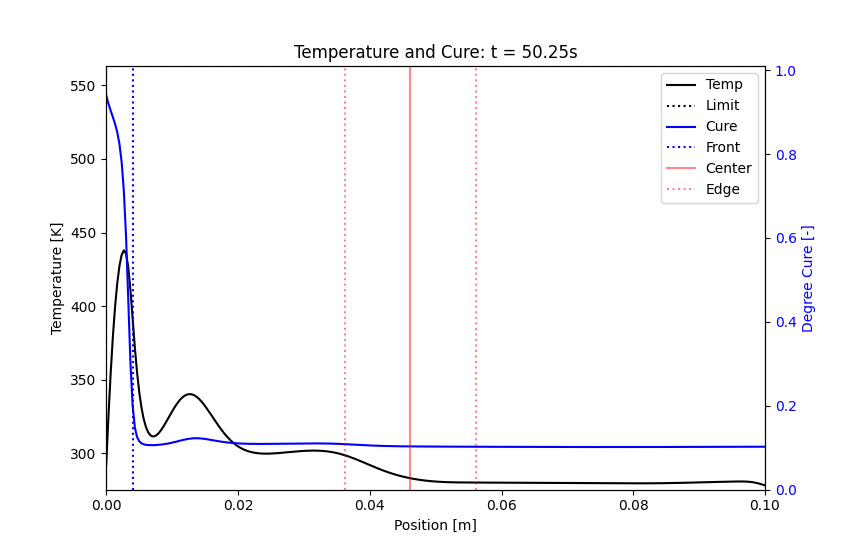 Temperature and Cure: t = 50.25s
550
500
450
400
350
300
Temperature [K]
1.0
0.8
0.6
0.4
0.2
0.0
Degree Cure [-]
Temp
Limit
Cure
Front
Center
Edge
0.00
0.02
0.04
0.06
0.08
0.10
Position [m]